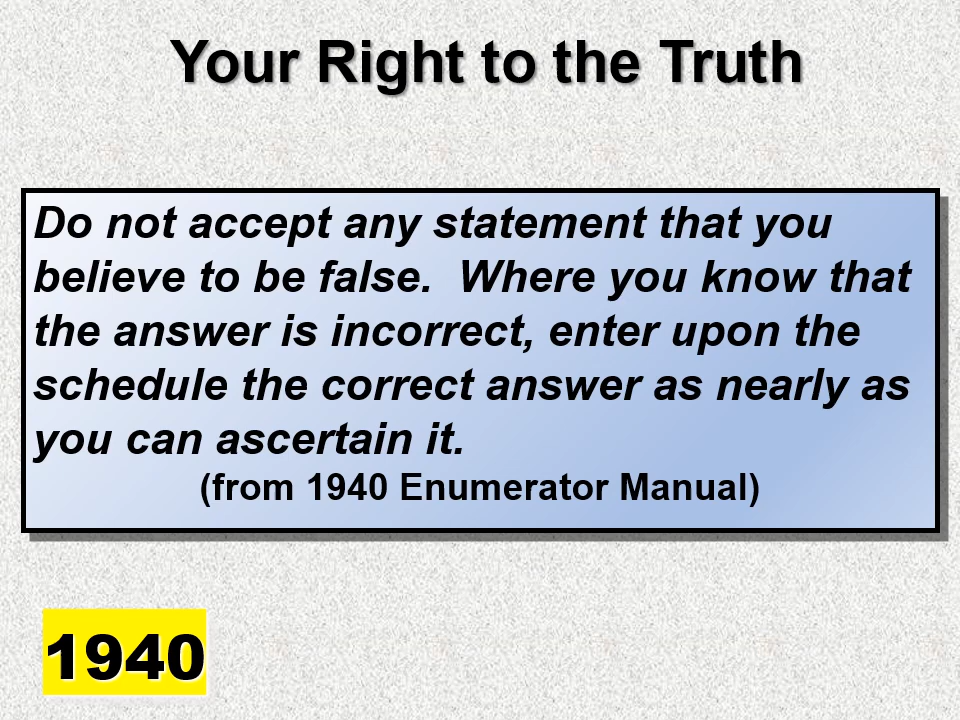 Your Right to the Truth
Do not accept any statement that you
believe to be false.  Where you know that
the answer is incorrect, enter upon the
schedule the correct answer as nearly as
you can ascertain it.
(from 1940 Enumerator Manual)
1940